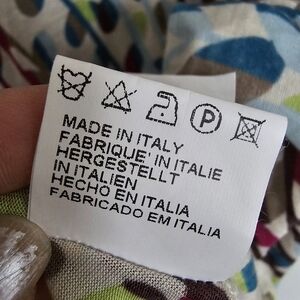 P
MADE IN ITALY
FABRIQUE' IN ITALIE
HERGESTELLT
IN ITALIEN
HECHO EN ITALIA
FABRICADO EM ITALIA